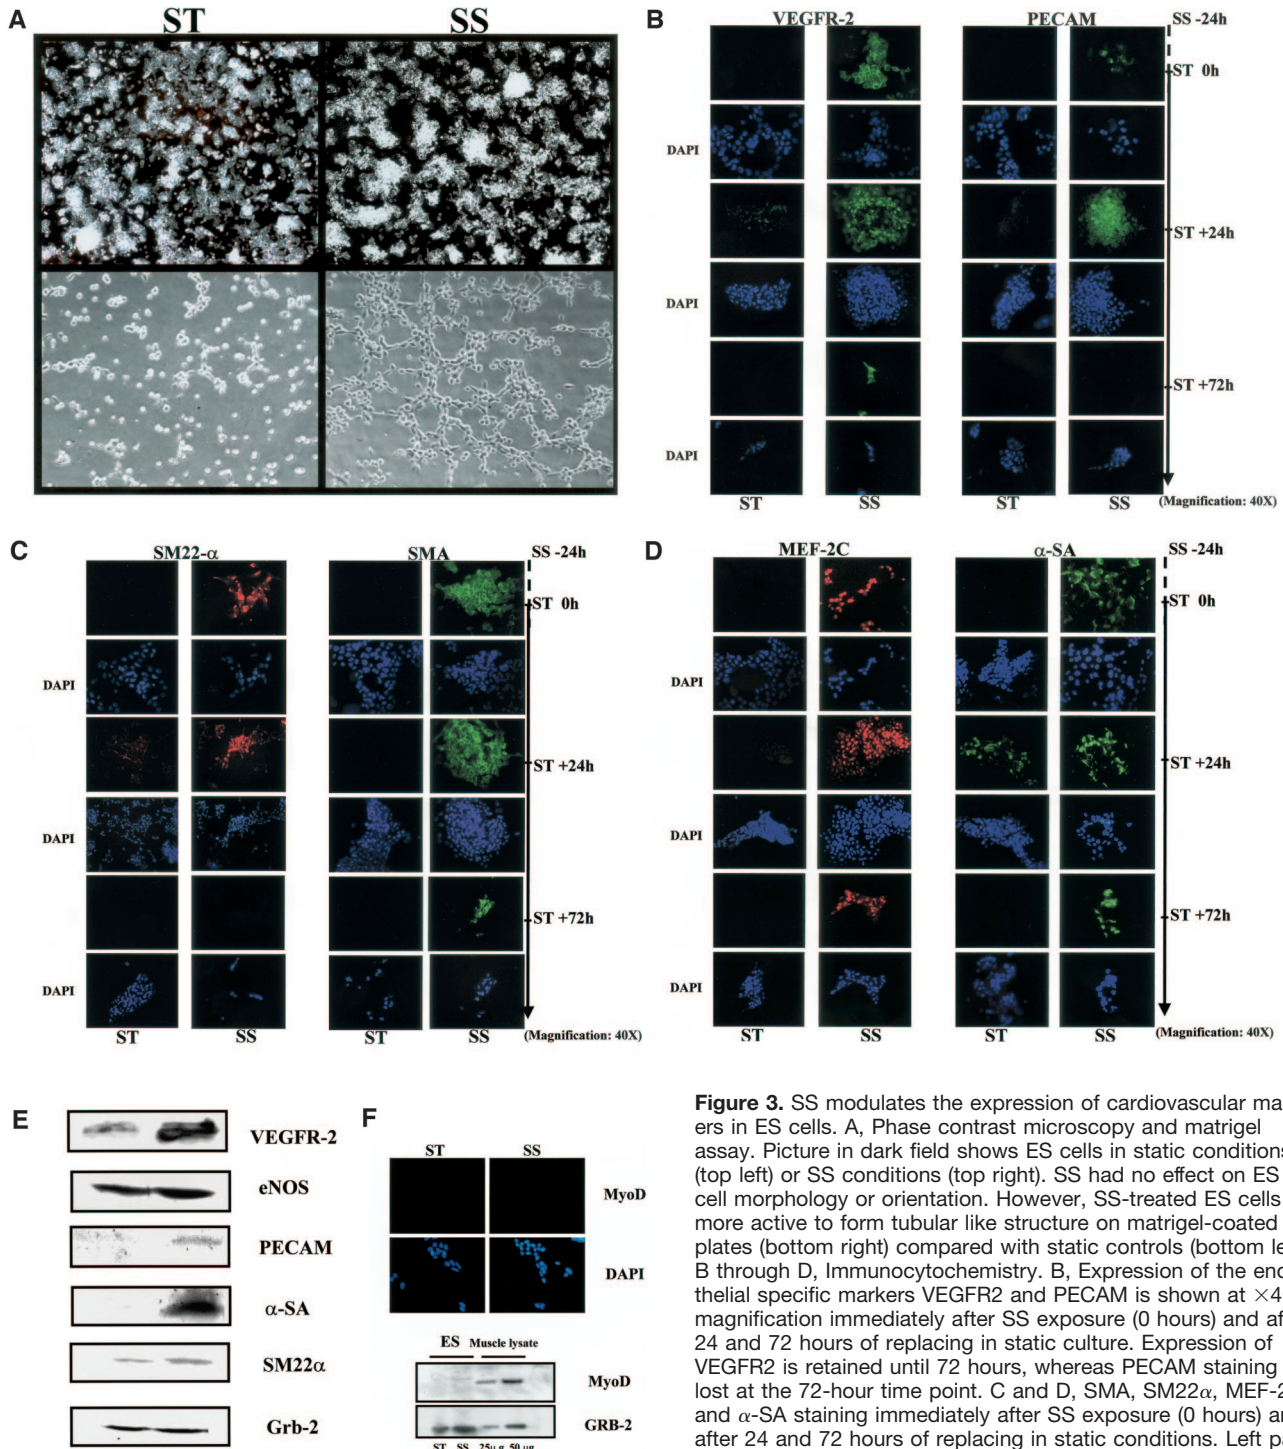 A
ST
SS
B
VEGFR-2
PECAM
SS -24h
ST 0h
DAPI
ST +24h
DAPI
ST +72h
DAPI
ST
SS
ST
SS
(Magnification: 40X)
C
SM22-α
SMA
SS -24h
ST 0h
DAPI
ST +24h
DAPI
ST +72h
DAPI
ST
SS
ST
SS
(Magnification: 40X)
D
MEF-2C
α-SA
SS -24h
ST 0h
DAPI
ST +24h
DAPI
ST +72h
DAPI
ST
SS
ST
SS
(Magnification: 40X)
E
VEGFR-2
eNOS
PECAM
α-SA
SM22α
Grb-2
F
ST
SS
MyoD
DAPI
ES
Muscle lysate
MyoD
GRB-2
ST SS 25µ g 50 µg
Figure 3. SS modulates the expression of cardiovascular mar
ers in ES cells. A, Phase contrast microscopy and matrigel
assay. Picture in dark field shows ES cells in static conditions
(top left) or SS conditions (top right). SS had no effect on ES
cell morphology or orientation. However, SS-treated ES cells
more active to form tubular like structure on matrigel-coated
plates (bottom right) compared with static controls (bottom le
B through D, Immunocytochemistry. B, Expression of the endo
thelial specific markers VEGFR2 and PECAM is shown at ×4
magnification immediately after SS exposure (0 hours) and af
24 and 72 hours of replacing in static culture. Expression of
VEGFR2 is retained until 72 hours, whereas PECAM staining
lost at the 72-hour time point. C and D, SMA, SM22α, MEF-2
and α-SA staining immediately after SS exposure (0 hours) an
after 24 and 72 hours of replacing in static conditions. Left p